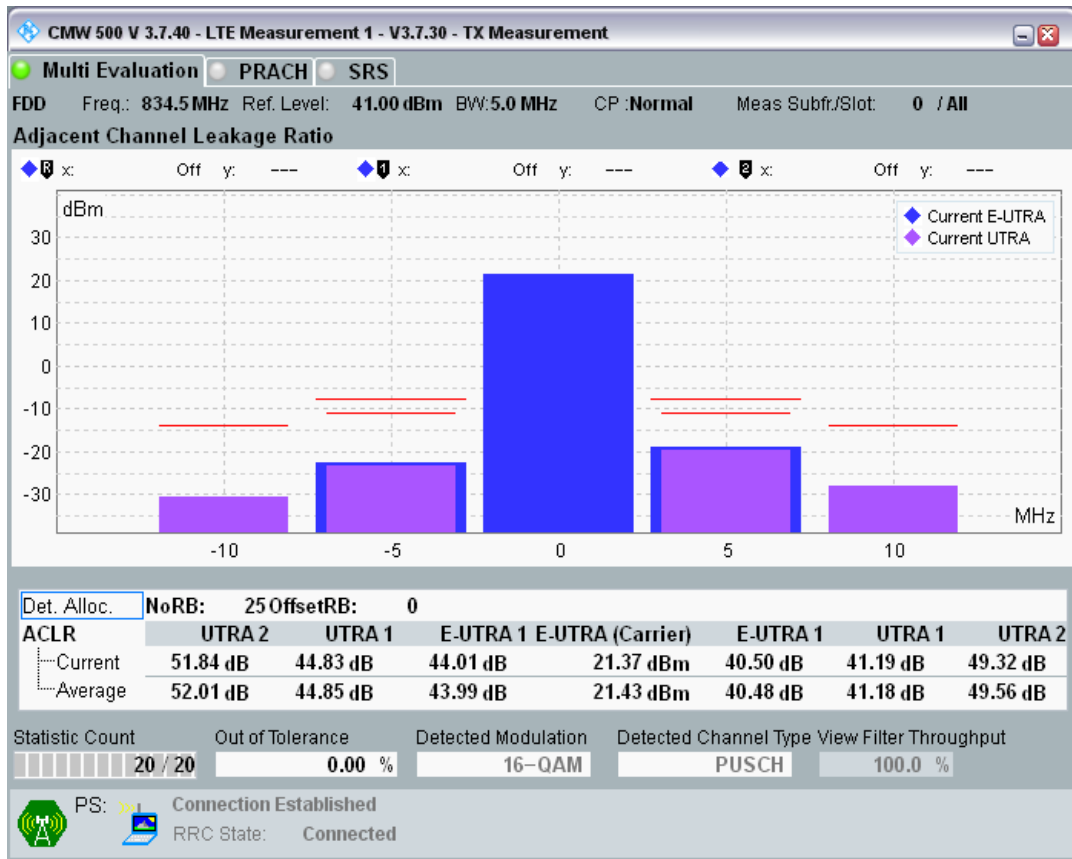 CMW 500 V 3.7.40 - LTE Measurement 1 - V3.7.30 - TX Measurement
Multi Evaluation PRACH SRS
FDD Freq.: 834.5 MHz Ref. Level: 41.00 dBm BW:5.0 MHz CP :Normal Meas Subfr./Slot: 0 / All
Adjacent Channel Leakage Ratio
R x: Off y: --- 1 x: Off y: --- 2 x: Off y: ---
dBm
Current E-UTRA
Current UTRA
30
20
10
0
-10
-20
-30
MHz
-10 -5 0 5 10
Det. Alloc. NoRB: 25 OffsetRB: 0
ACLR UTRA 2 UTRA 1 E-UTRA 1 E-UTRA (Carrier) E-UTRA 1 UTRA 1 UTRA 2
Current 51.84 dB 44.83 dB 44.01 dB 21.37 dBm 40.50 dB 41.19 dB 49.32 dB
Average 52.01 dB 44.85 dB 43.99 dB 21.43 dBm 40.48 dB 41.18 dB 49.56 dB
Statistic Count Out of Tolerance Detected Modulation Detected Channel Type View Filter Throughput
20 / 20 0.00 % 16-QAM PUSCH 100.0 %
PS: Connection Established
RRC State: Connected